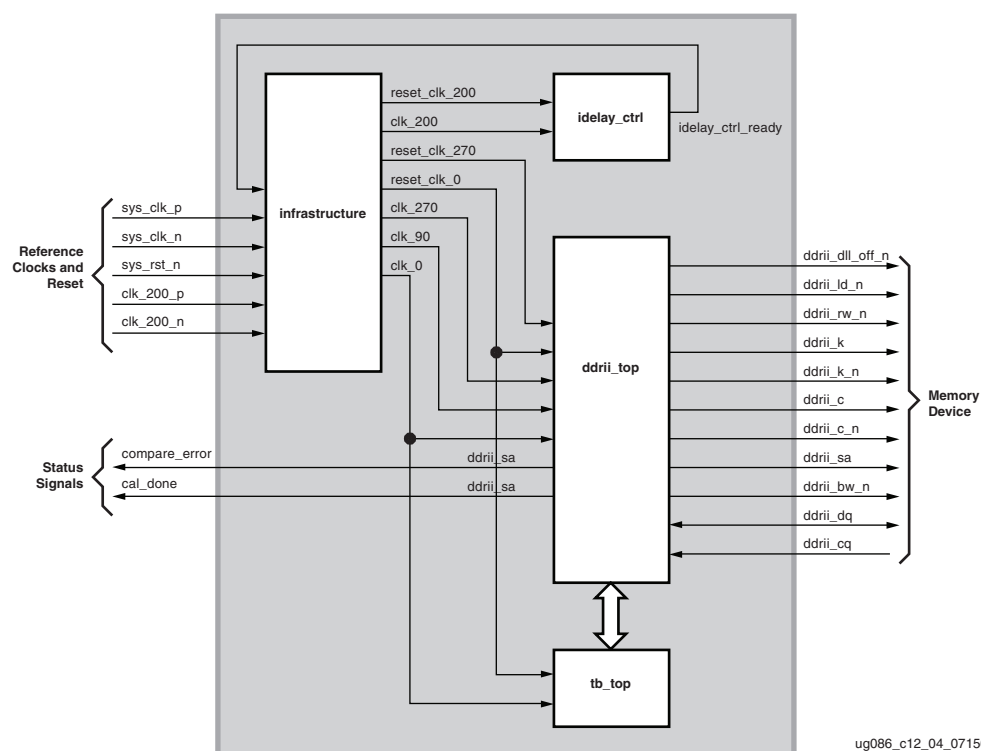 reset_clk_200
clk_200
reset_clk_270
reset_clk_0
clk_270
clk_90
clk_0
idelay_ctrl
idelay_ctrl_ready
infrastructure
Reference
Clocks and
Reset
sys_clk_p
sys_clk_n
sys_rst_n
clk_200_p
clk_200_n
ddrii_top
ddrii_dll_off_n
ddrii_ld_n
ddrii_rw_n
ddrii_k
ddrii_k_n
ddrii_c
ddrii_c_n
ddrii_sa
ddrii_bw_n
ddrii_dq
ddrii_cq
Memory
Device
Status
Signals
compare_error
ddrii_sa
cal_done
ddrii_sa
tb_top
ug086_c12_04_0715